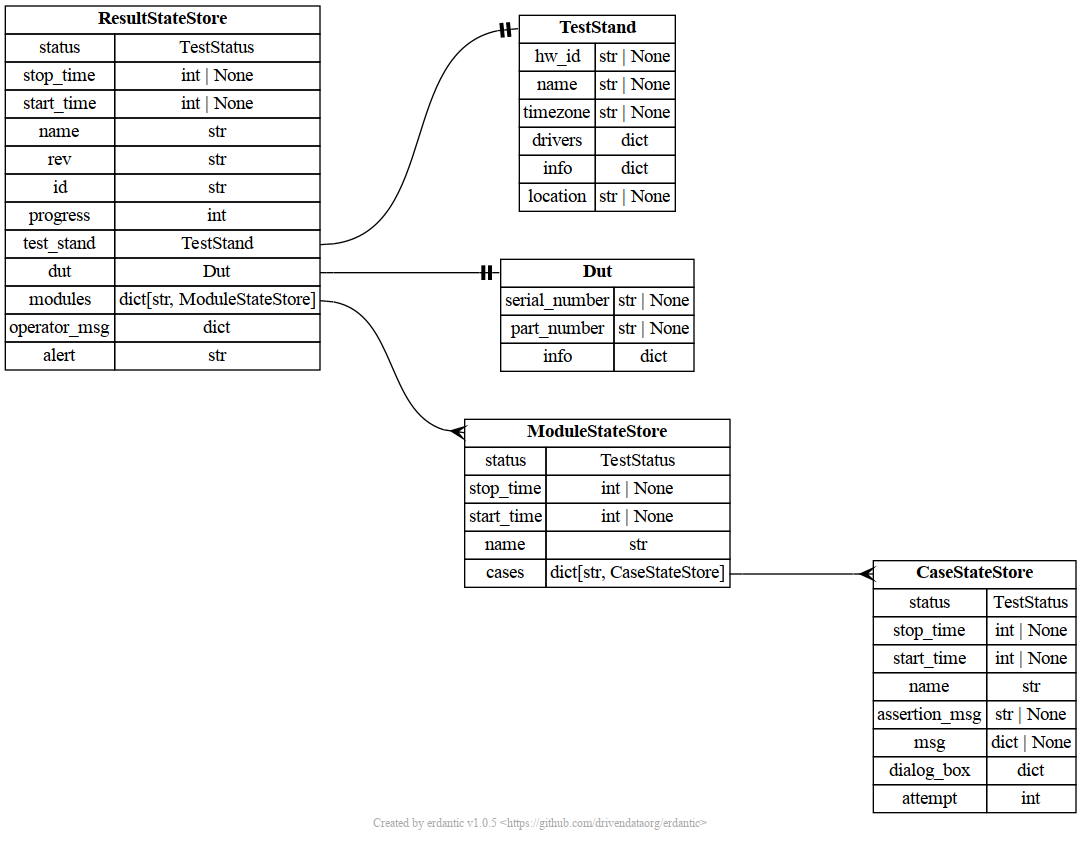 ResultStateStore
status TestStatus
stop_time int | None
start_time int | None
name str
rev str
id str
progress int
test_stand TestStand
dut Dut
modules dict[str, ModuleStateStore]
operator_msg dict
alert str
TestStand
hw_id str | None
name str | None
timezone str | None
drivers dict
info dict
location str | None
Dut
serial_number str | None
part_number str | None
info dict
ModuleStateStore
status TestStatus
stop_time int | None
start_time int | None
name str
cases dict[str, CaseStateStore]
CaseStateStore
status TestStatus
stop_time int | None
start_time int | None
name str
assertion_msg str | None
msg dict | None
dialog_box dict
attempt int
Created by erdantic v1.0.5 <https://github.com/drivendataorg/erdantic>